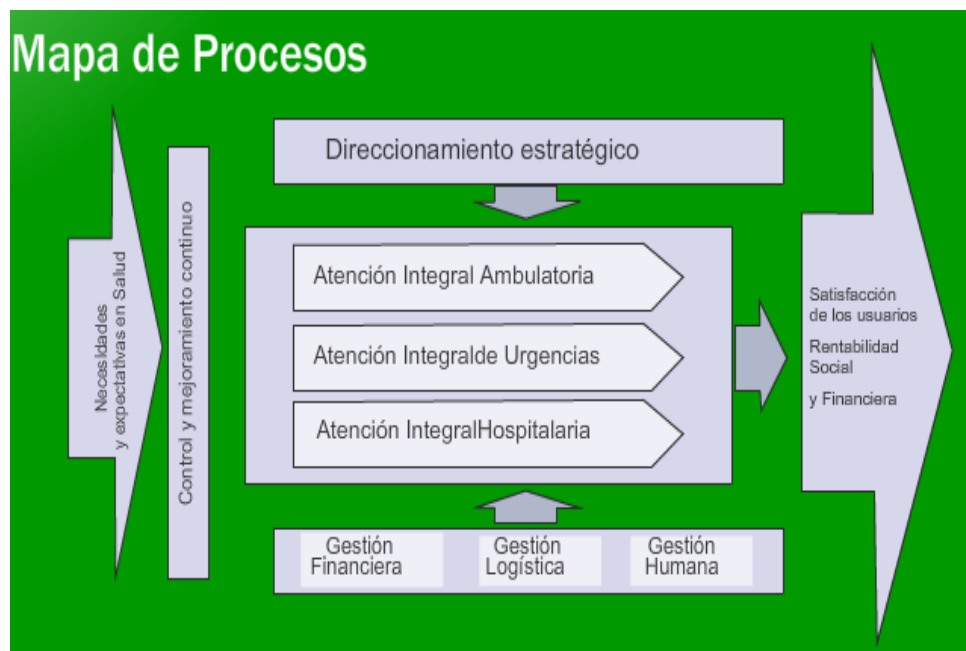 Mapa de Procesos
Direccionamiento estratégico
Necesidades
y expectativas en Salud
Control y mejoramiento continuo
Atención Integral Ambulatoria
Atención Integralde Urgencias
Atención IntegralHospitalaria
Satisfacción
de los usuarios
Rentabilidad
Social
y Financiera
Gestión
Financiera
Gestión
Logística
Gestión
Humana